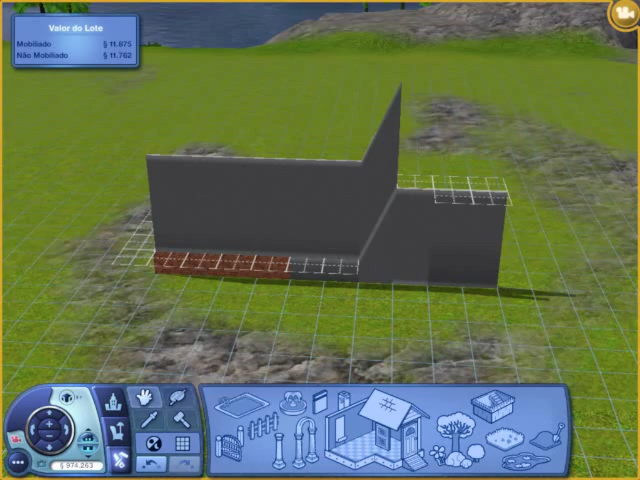 Valor do Lote
Mobiliado § 11.875
Não Mobiliado § 11.762
§ 974.263